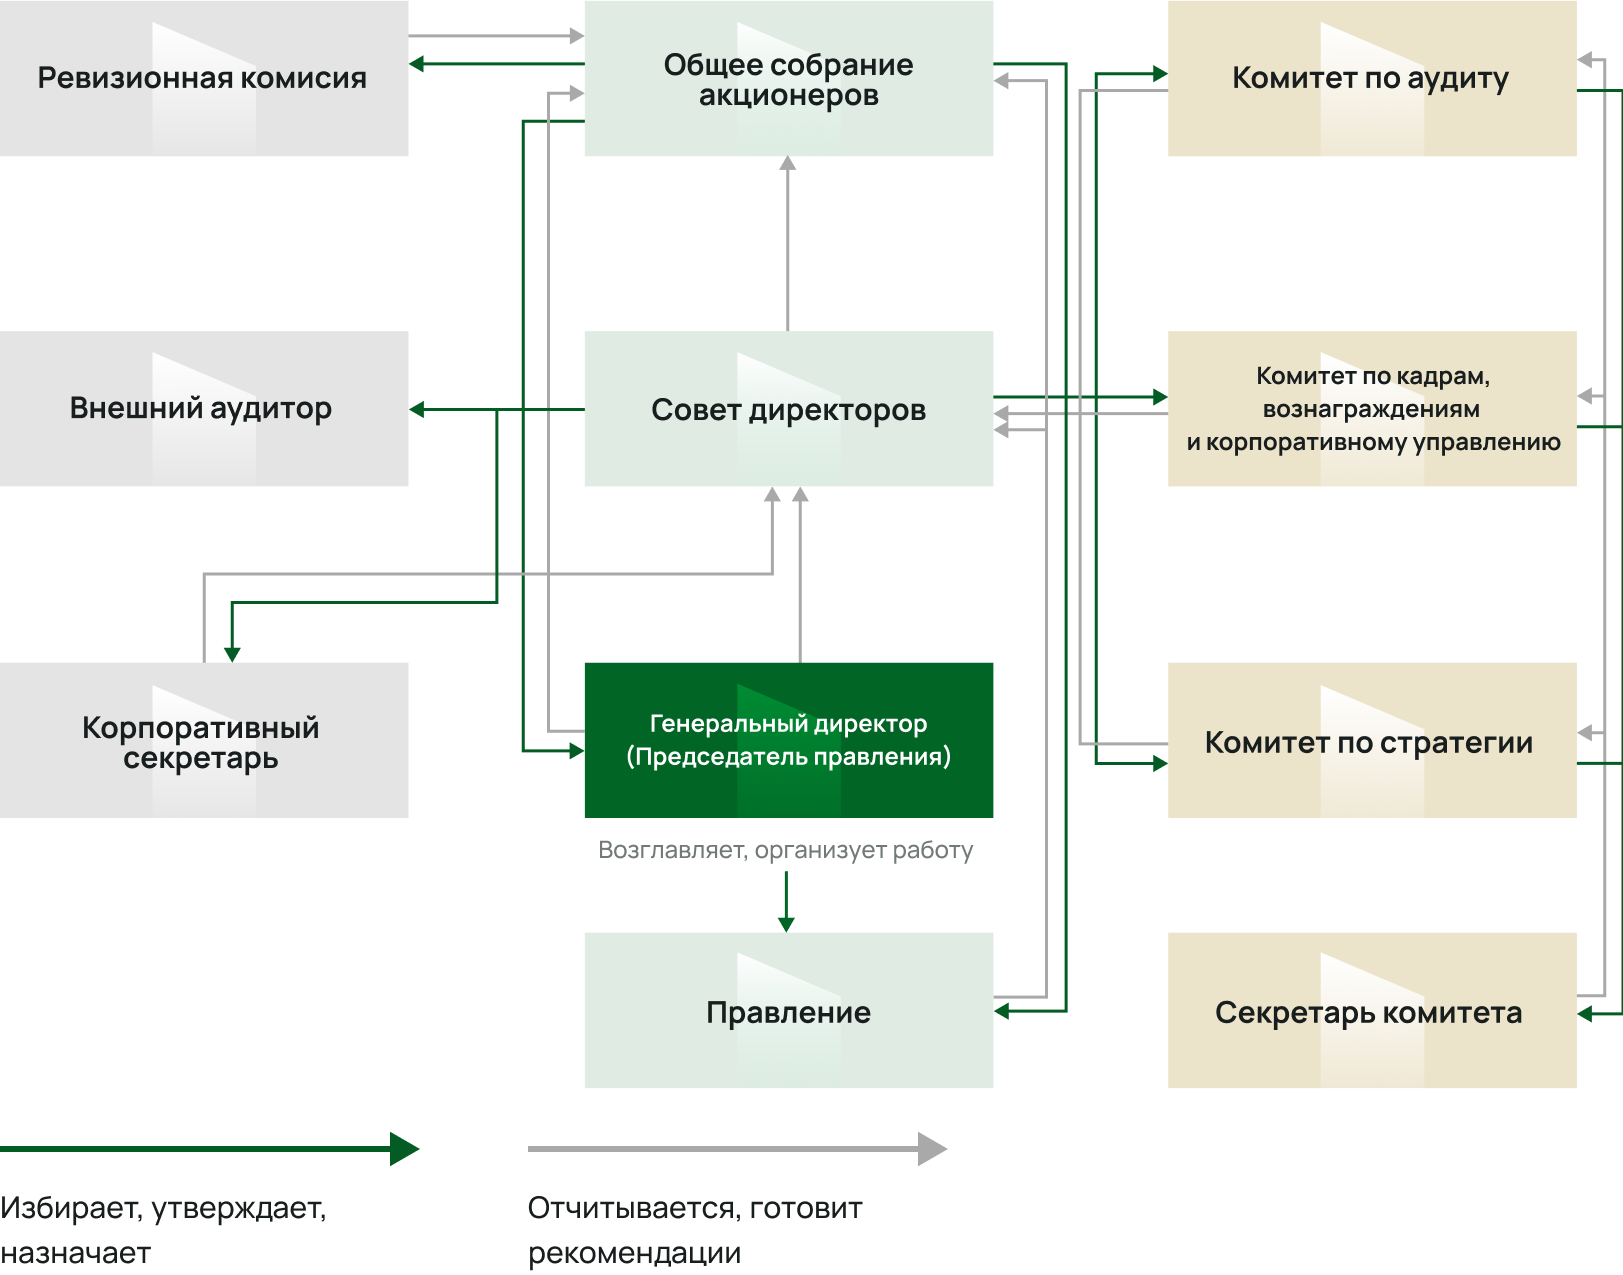 Ревизионная комисия
Общее собрание
акционеров
Комитет по аудиту
Внешний аудитор
Совет директоров
Комитет по кадрам,
вознаграждениям
и корпоративному управлению
Корпоративный
секретарь
Генеральный директор
(Председатель правления)
Комитет по стратегии
Возглавляет, организует работу
Правление
Секретарь комитета
Избирает, утверждает,
назначает
Отчитывается, готовит
рекомендации